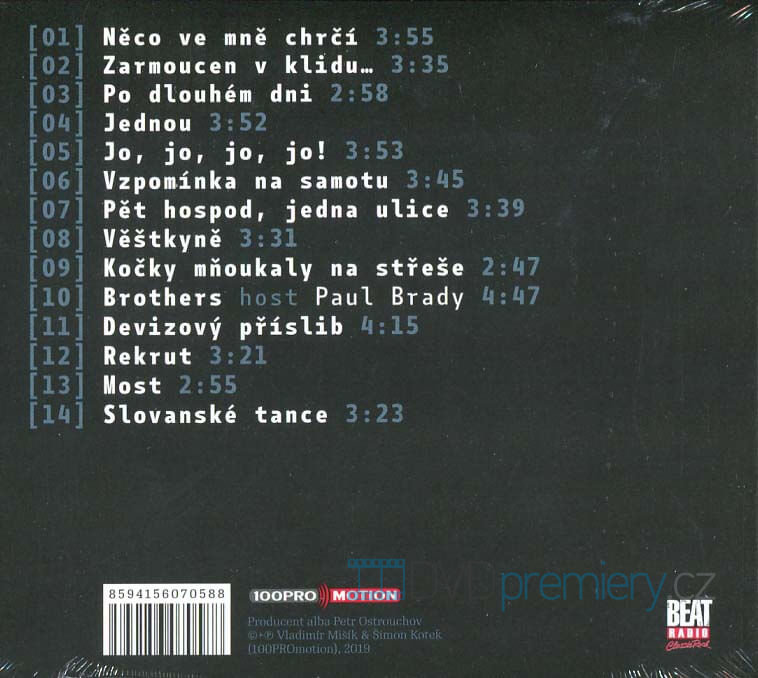 [01] Něco ve mně chrčí 3:55
[02] Zarmoucen v klidu… 3:35
[03] Po dlouhém dni 2:58
[04] Jednou 3:52
[05] Jo, jo, jo, jo! 3:53
[06] Vzpomínka na samotu 3:45
[07] Pět hospod, jedna ulice 3:39
[08] Věštkyně 3:31
[09] Kočky mňoukaly na střeše 2:47
[10] Brothers host Paul Brady 4:47
[11] Devizový příslib 4:15
[12] Rekrut 3:21
[13] Most 2:55
[14] Slovanské tance 3:23
DVDpremiery.cz
8594156070588
100PRO MOTION
Producent alba Petr Ostrouchov
©+℗ Vladimír Mišík & Šimon Kotek
(100PROmotion), 2019
BEAT
RADIO
ClassicRock